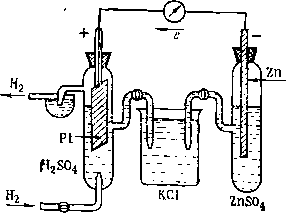 +
e
−
H₂
Zn
Pt
H₂SO₄
KCl
ZnSO₄
H₂